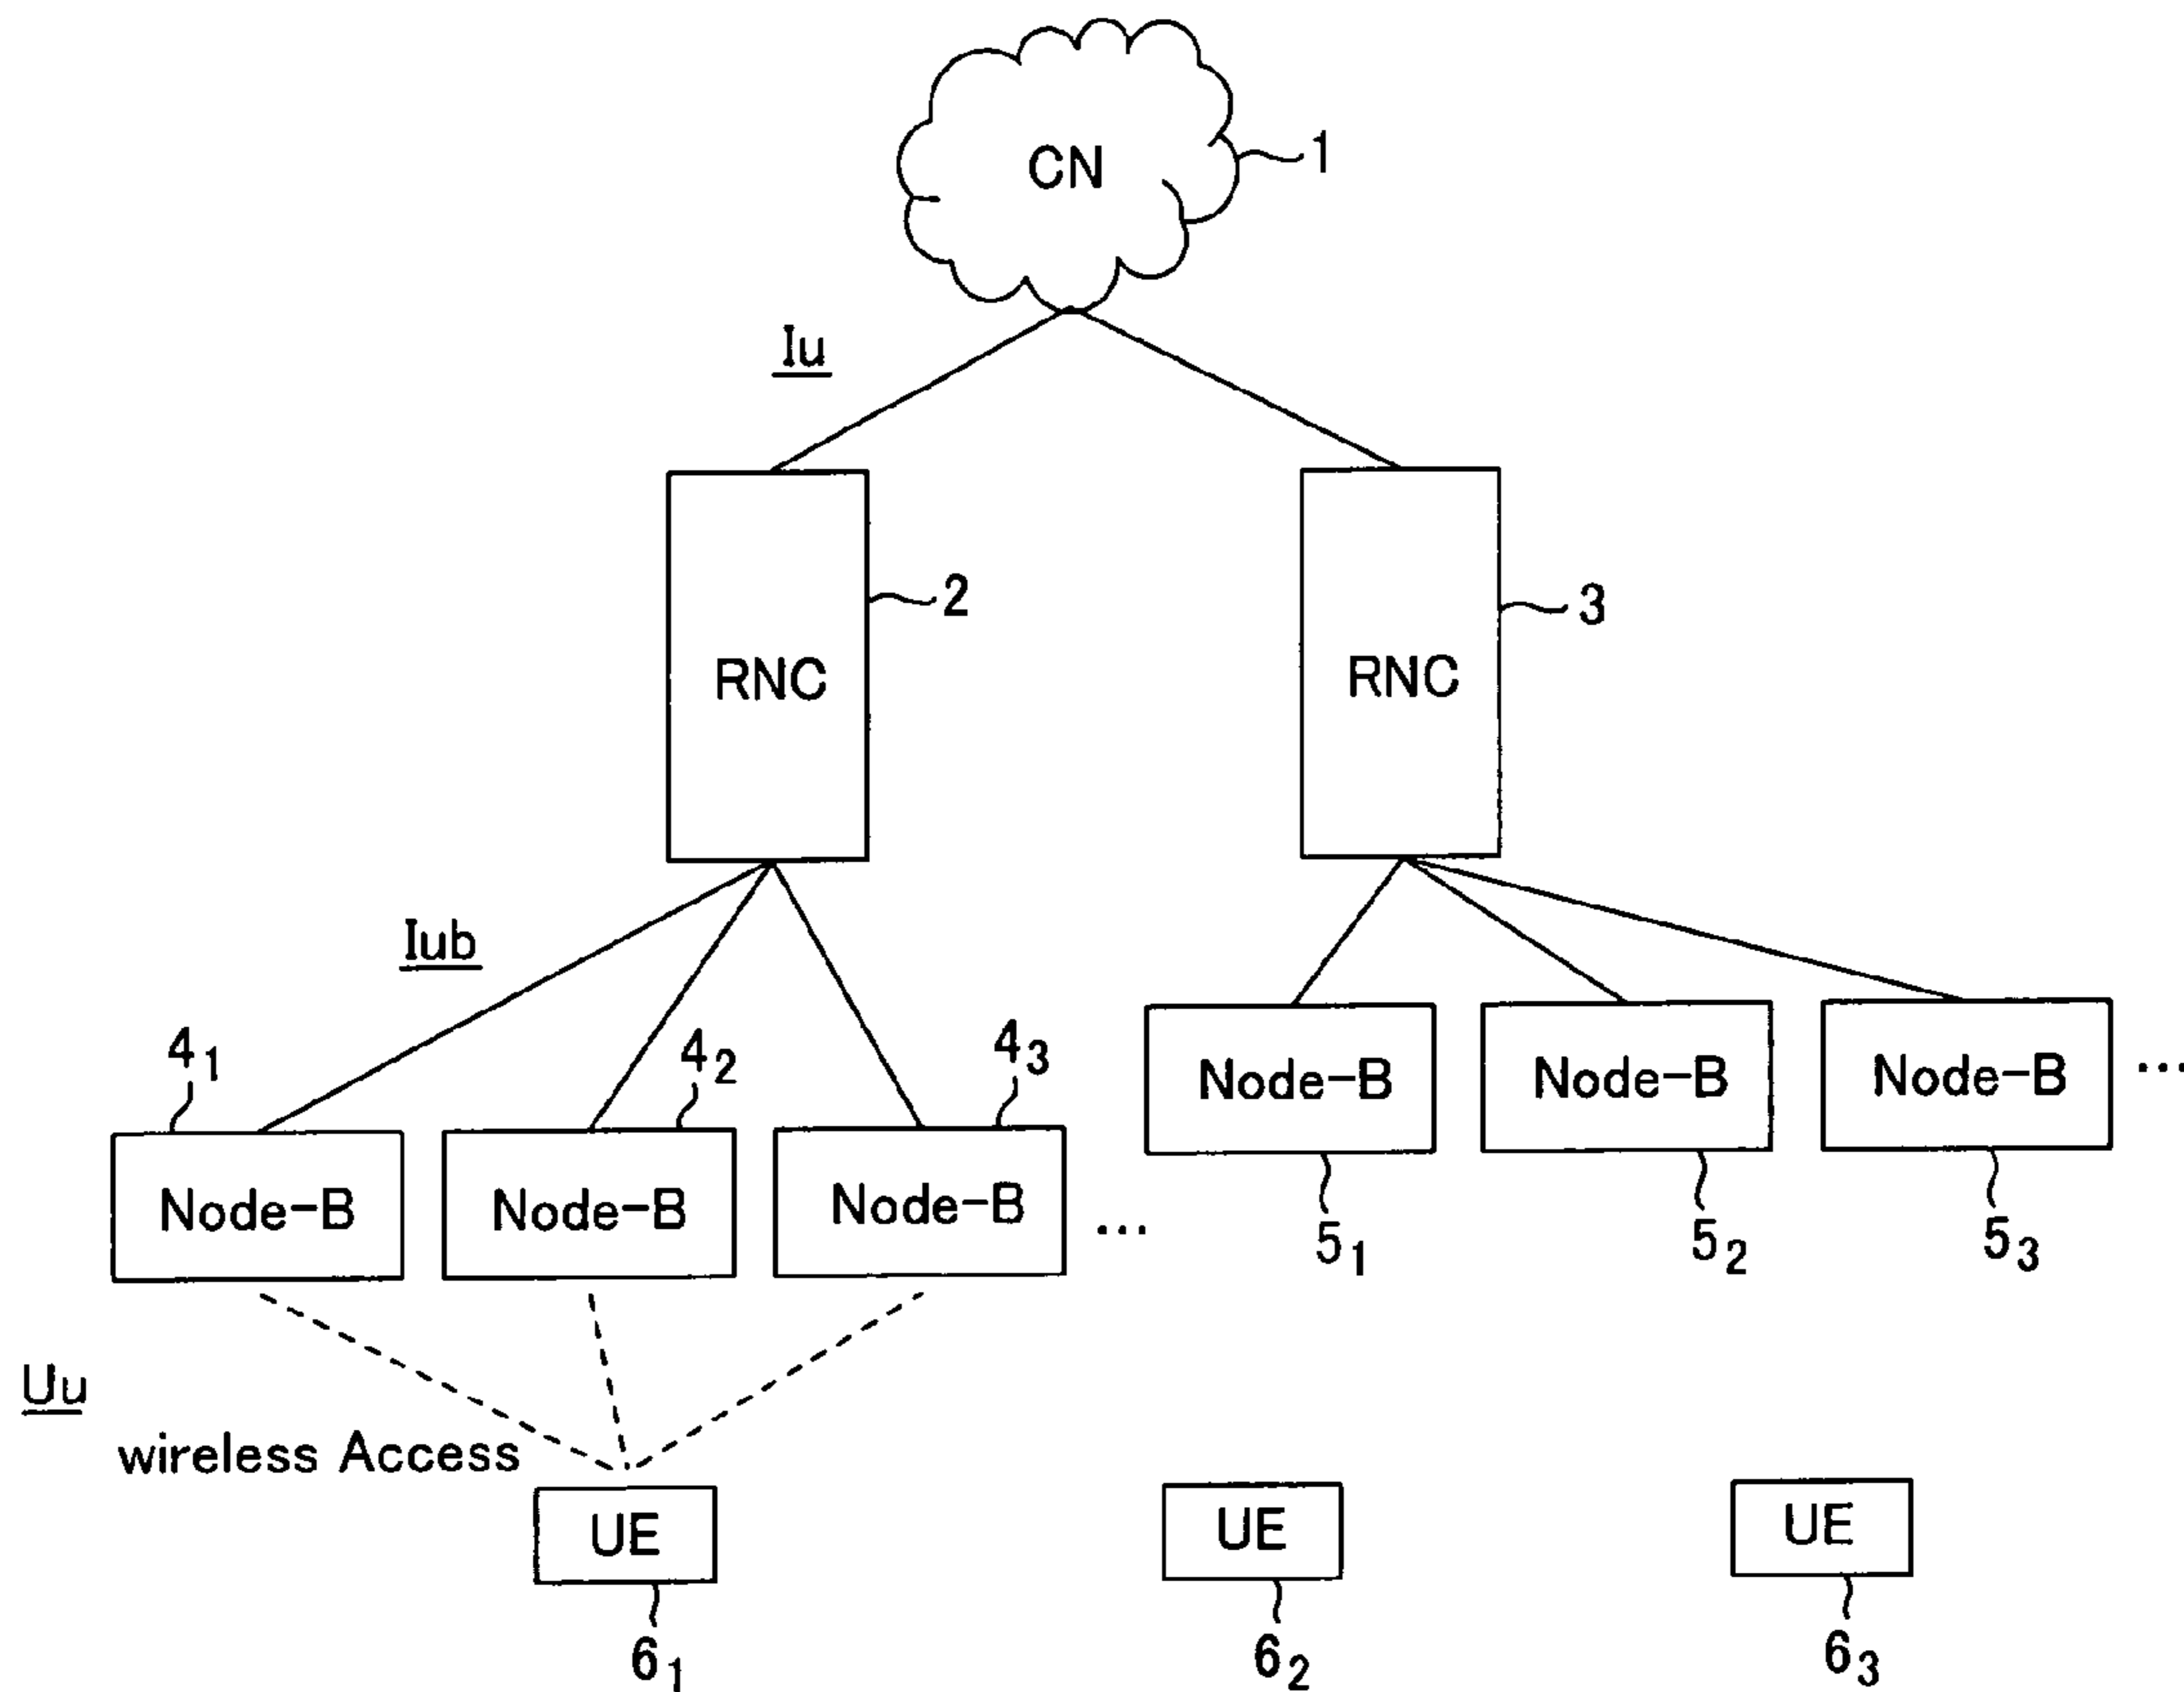 CN
1
Iu
2
3
RNC
RNC
Iub
4₁
4₂
4₃
Node-B
Node-B
Node-B
...
Node-B
Node-B
Node-B
...
5₁
5₂
5₃
Uu
wireless Access
UE
UE
UE
6₁
6₂
6₃